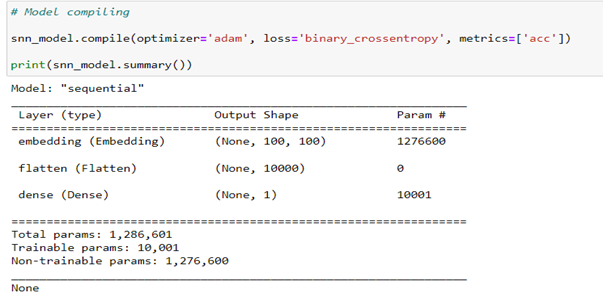 # Model compiling
snn_model.compile(optimizer='adam', loss='binary_crossentropy', metrics=['acc'])
print(snn_model.summary())
Model: "sequential"
_________________________________________________________________
Layer (type) Output Shape Param #
=================================================================
embedding (Embedding) (None, 100, 100) 1276600
flatten (Flatten) (None, 10000) 0
dense (Dense) (None, 1) 10001
=================================================================
Total params: 1,286,601
Trainable params: 10,001
Non-trainable params: 1,276,600
_________________________________________________________________
None